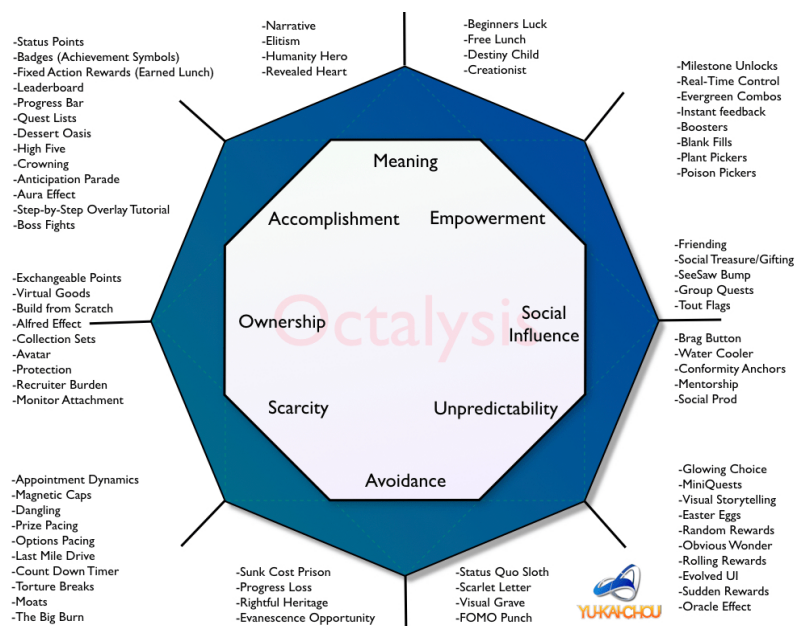 -Narrative
-Elitism
-Humanity Hero
-Revealed Heart
-Beginners Luck
-Free Lunch
-Destiny Child
-Creationist
-Status Points
-Badges (Achievement Symbols)
-Fixed Action Rewards (Earned Lunch)
-Leaderboard
-Progress Bar
-Quest Lists
-Dessert Oasis
-High Five
-Crowning
-Anticipation Parade
-Aura Effect
-Step-by-Step Overlay Tutorial
-Boss Fights
-Milestone Unlocks
-Real-Time Control
-Evergreen Combos
-Instant feedback
-Boosters
-Blank Fills
-Plant Pickers
-Poison Pickers
Meaning
Accomplishment
Empowerment
-Exchangeable Points
-Virtual Goods
-Build from Scratch
-Alfred Effect
-Collection Sets
-Avatar
-Protection
-Recruiter Burden
-Monitor Attachment
Ownership
Octalysis
Social
Influence
-Friending
-Social Treasure/Gifting
-SeeSaw Bump
-Group Quests
-Tout Flags
-Brag Button
-Water Cooler
-Conformity Anchors
-Mentorship
-Social Prod
Scarcity
Unpredictability
Avoidance
-Appointment Dynamics
-Magnetic Caps
-Dangling
-Prize Pacing
-Options Pacing
-Last Mile Drive
-Count Down Timer
-Torture Breaks
-Moats
-The Big Burn
-Sunk Cost Prison
-Progress Loss
-Rightful Heritage
-Evanescence Opportunity
-Status Quo Sloth
-Scarlet Letter
-Visual Grave
-FOMO Punch
-Glowing Choice
-MiniQuests
-Visual Storytelling
-Easter Eggs
-Random Rewards
-Obvious Wonder
-Rolling Rewards
-Evolved UI
-Sudden Rewards
-Oracle Effect
YU-KAI-CHOU